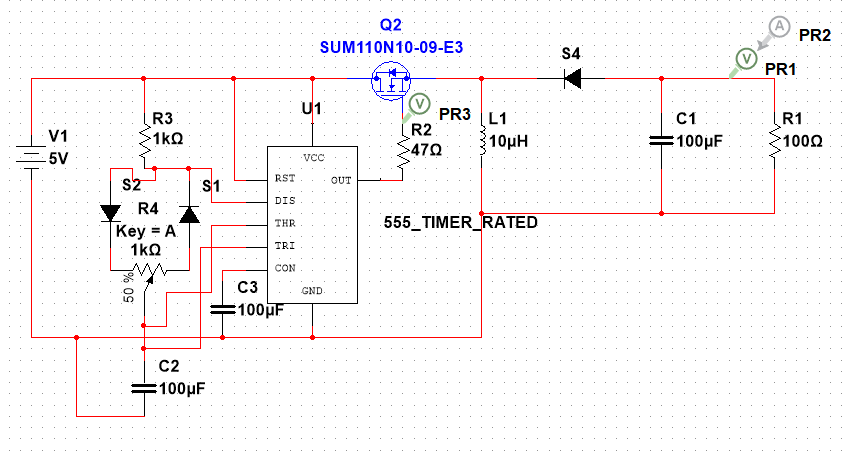 Q2
SUM110N10-09-E3
S4
A
PR2
V
PR1
U1
V
PR3
R3
1kΩ
V1
5V
R2
47Ω
L1
10µH
C1
100µF
R1
100Ω
VCC
RST
OUT
DIS
THR
TRI
CON
GND
S2
S1
R4
Key = A
1kΩ
50 %
555_TIMER_RATED
C3
100µF
C2
100µF